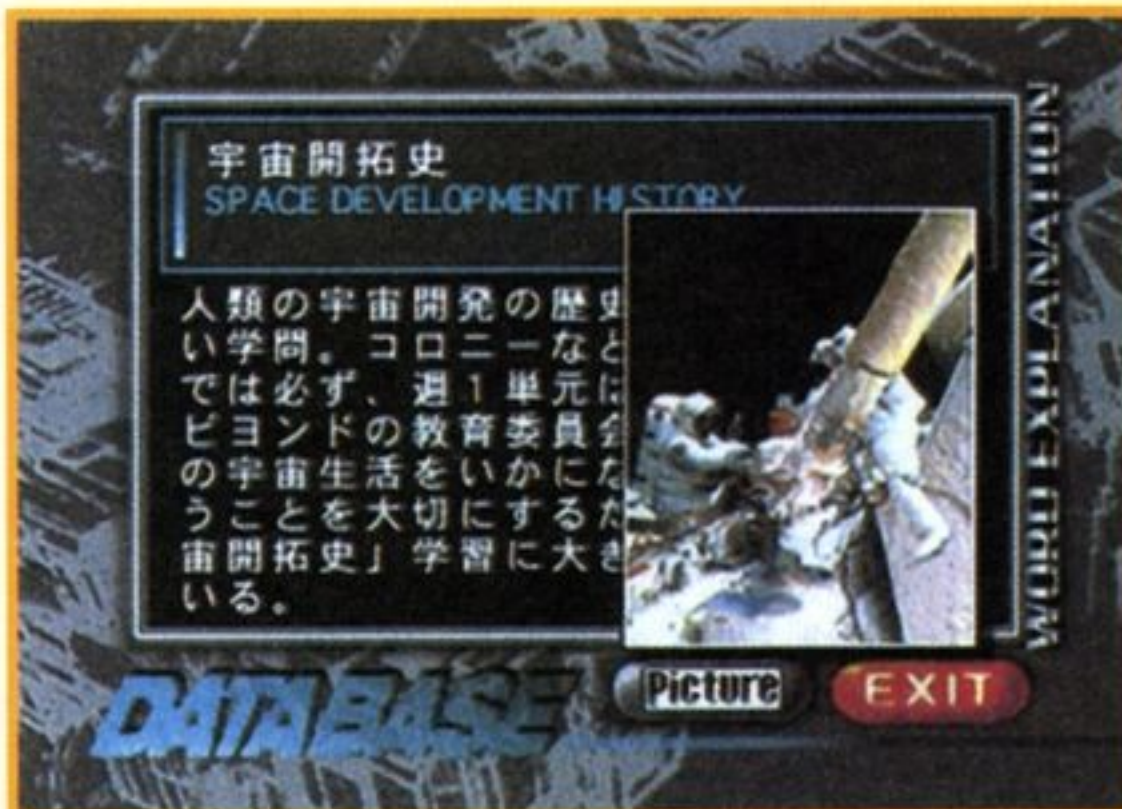 宇宙開拓史
SPACE DEVELOPMENT HISTORY
人類の宇宙開発の歴史
い学問。コロニーなど
では必ず、週1単元は
ビヨンドの教育委員会
の宇宙生活をいかにな
うことを大切にするた
宙開拓史」学習に大き
いる。
WORD EXPLANATION
DATABASE
Picture
EXIT